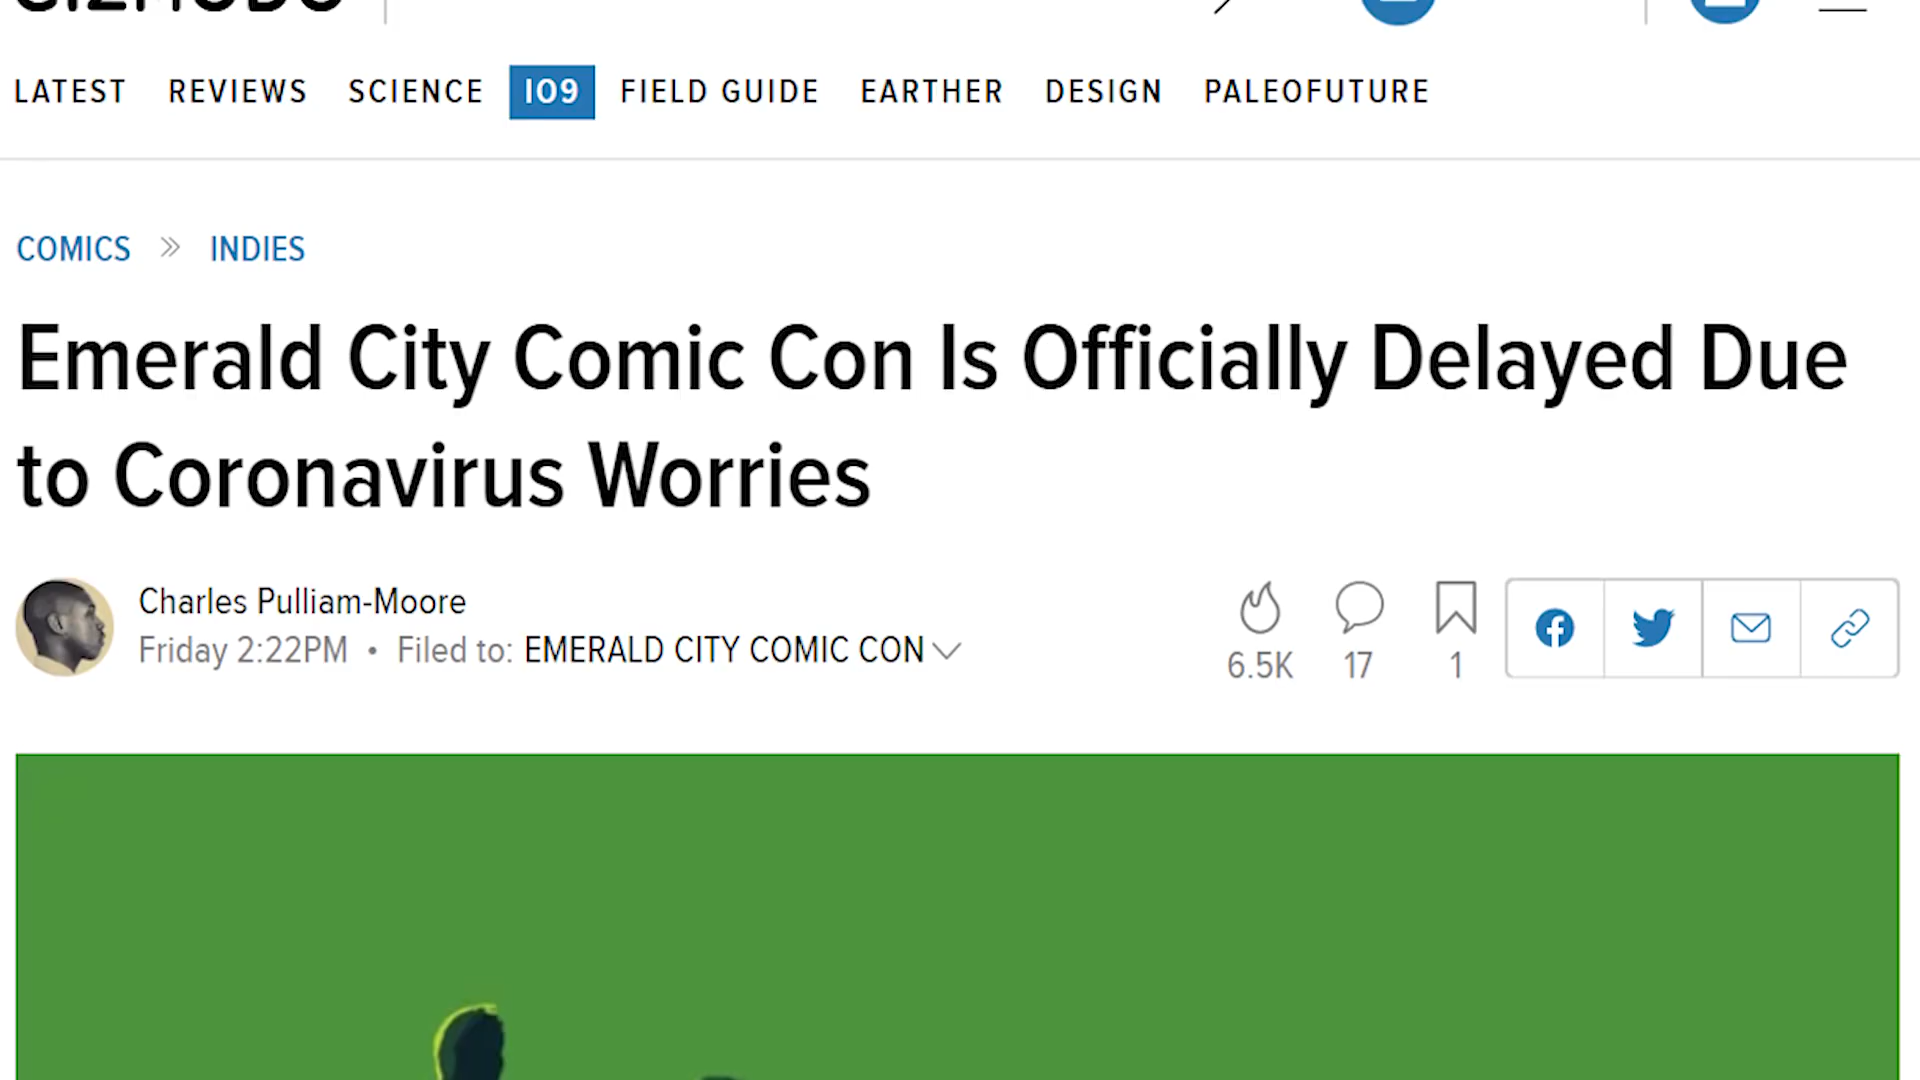 GIZMODO
LATEST REVIEWS SCIENCE IO9 FIELD GUIDE EARTHER DESIGN PALEOFUTURE
COMICS » INDIES
Emerald City Comic Con Is Officially Delayed Due
to Coronavirus Worries
Charles Pulliam-Moore
Friday 2:22PM • Filed to: EMERALD CITY COMIC CON
6.5K 17 1